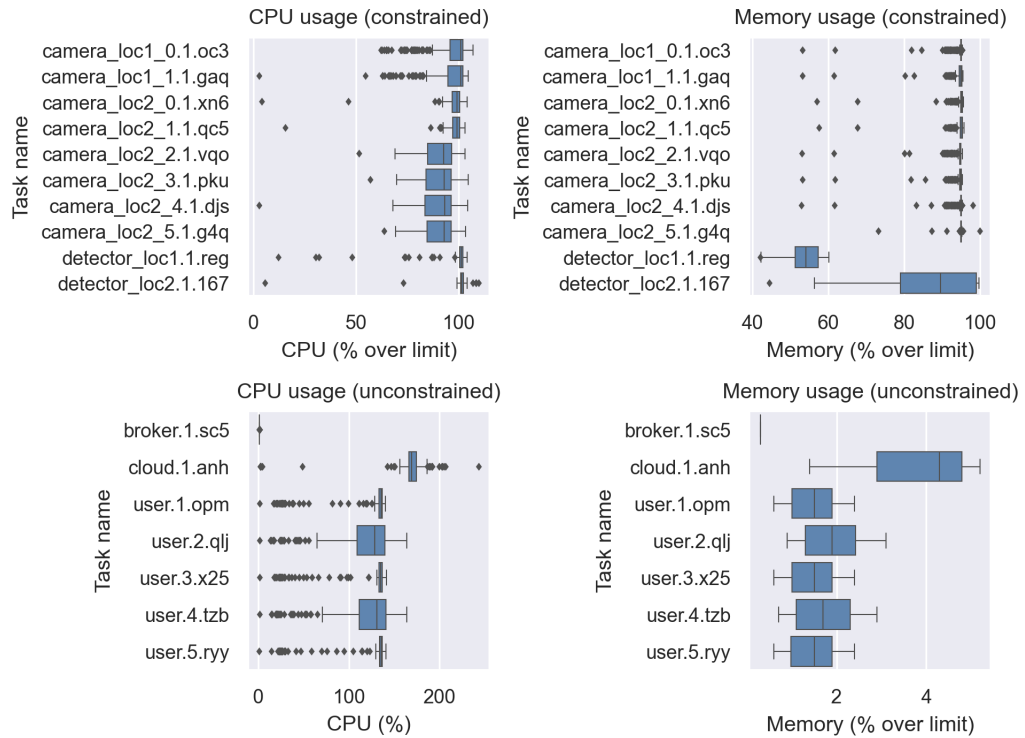 CPU usage (constrained)
Task name
camera_loc1_0.1.oc3
camera_loc1_1.1.gaq
camera_loc2_0.1.xn6
camera_loc2_1.1.qc5
camera_loc2_2.1.vqo
camera_loc2_3.1.pku
camera_loc2_4.1.djs
camera_loc2_5.1.g4q
detector_loc1.1.reg
detector_loc2.1.167
0 50 100
CPU (% over limit)
Memory usage (constrained)
Task name
camera_loc1_0.1.oc3
camera_loc1_1.1.gaq
camera_loc2_0.1.xn6
camera_loc2_1.1.qc5
camera_loc2_2.1.vqo
camera_loc2_3.1.pku
camera_loc2_4.1.djs
camera_loc2_5.1.g4q
detector_loc1.1.reg
detector_loc2.1.167
40 60 80 100
Memory (% over limit)
CPU usage (unconstrained)
Task name
broker.1.sc5
cloud.1.anh
user.1.opm
user.2.qlj
user.3.x25
user.4.tzb
user.5.ryy
0 100 200
CPU (%)
Memory usage (unconstrained)
Task name
broker.1.sc5
cloud.1.anh
user.1.opm
user.2.qlj
user.3.x25
user.4.tzb
user.5.ryy
2 4
Memory (% over limit)